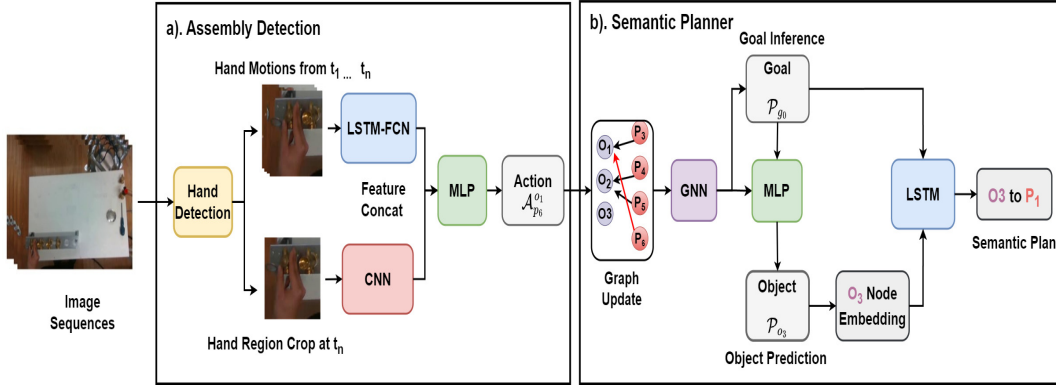 a). Assembly Detection
Hand Motions from t1 ... tn
LSTM-FCN
Hand
Detection
Feature
Concat
MLP
Action
𝒜 o1 p6
CNN
Hand Region Crop at tn
Image
Sequences
b). Semantic Planner
Goal Inference
Goal
𝒫g0
O1
O2
O3
P3
P4
P5
P6
Graph
Update
GNN
MLP
LSTM
O3 to P1
Semantic Plan
Object
𝒫o3
O3 Node
Embedding
Object Prediction